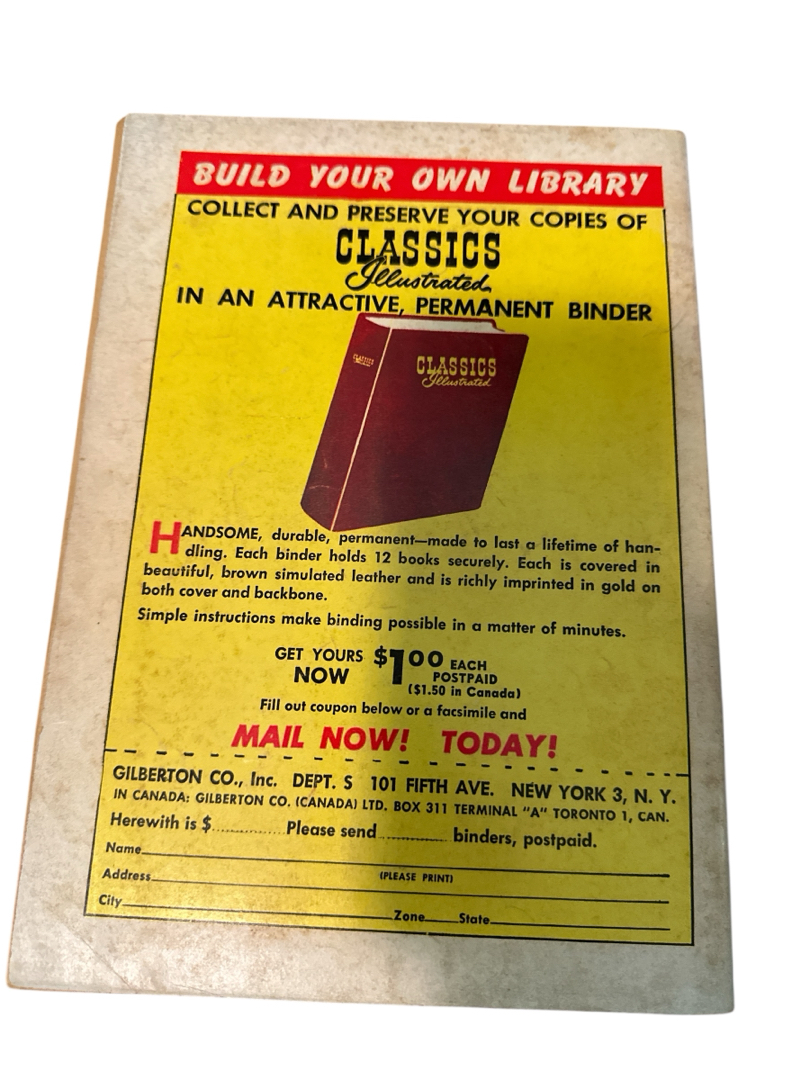 BUILD YOUR OWN LIBRARY
COLLECT AND PRESERVE YOUR COPIES OF
CLASSICS
Illustrated
IN AN ATTRACTIVE, PERMANENT BINDER
CLASSICS
Illustrated
CLASSICS
Illustrated
HANDSOME, durable, permanent—made to last a lifetime of han-
dling. Each binder holds 12 books securely. Each is covered in
beautiful, brown simulated leather and is richly imprinted in gold on
both cover and backbone.
Simple instructions make binding possible in a matter of minutes.
GET YOURS NOW $1.00 EACH
POSTPAID
($1.50 in Canada)
Fill out coupon below or a facsimile and
MAIL NOW! TODAY!
GILBERTON CO., Inc. DEPT. S 101 FIFTH AVE. NEW YORK 3, N. Y.
IN CANADA: GILBERTON CO. (CANADA) LTD. BOX 311 TERMINAL "A" TORONTO 1, CAN.
Herewith is $.............. Please send.............. binders, postpaid.
Name
Address
(PLEASE PRINT)
City Zone State